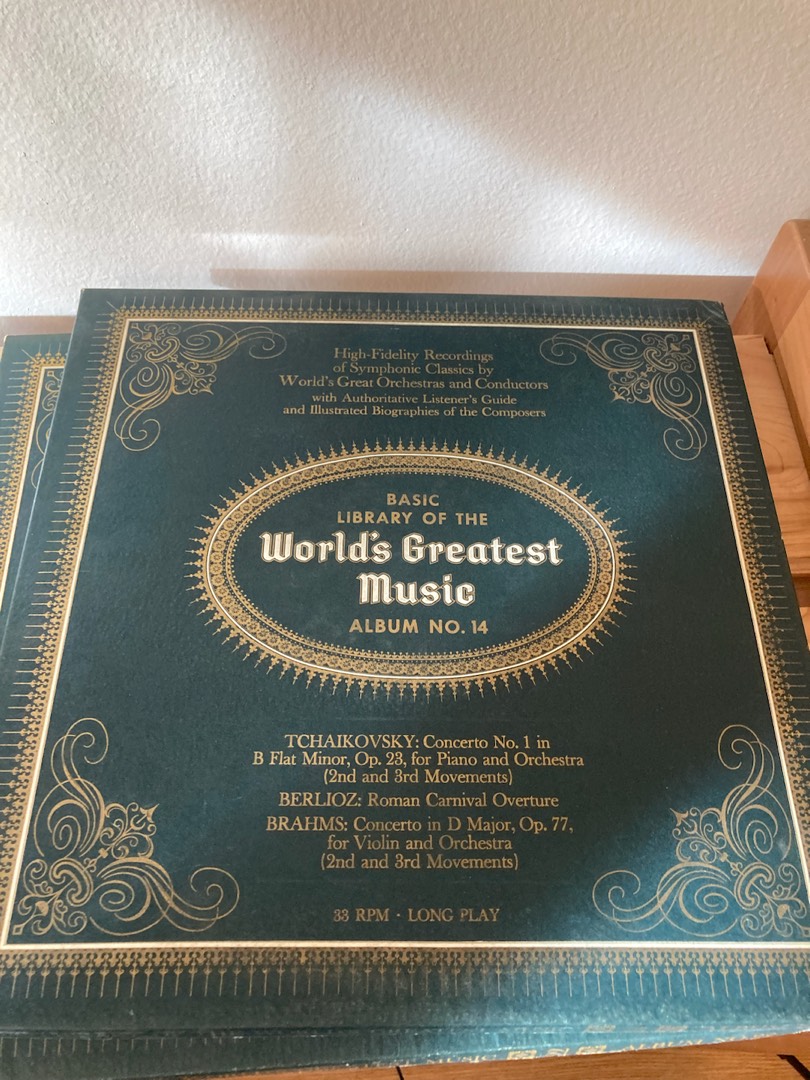 High-Fidelity Recordings
of Symphonic Classics by
World's Great Orchestras and Conductors
with Authoritative Listener's Guide
and Illustrated Biographies of the Composers
BASIC
LIBRARY OF THE
World's Greatest
Music
ALBUM NO. 14
TCHAIKOVSKY: Concerto No. 1 in
B Flat Minor, Op. 23, for Piano and Orchestra
(2nd and 3rd Movements)
BERLIOZ: Roman Carnival Overture
BRAHMS: Concerto in D Major, Op. 77,
for Violin and Orchestra
(2nd and 3rd Movements)
33 RPM · LONG PLAY